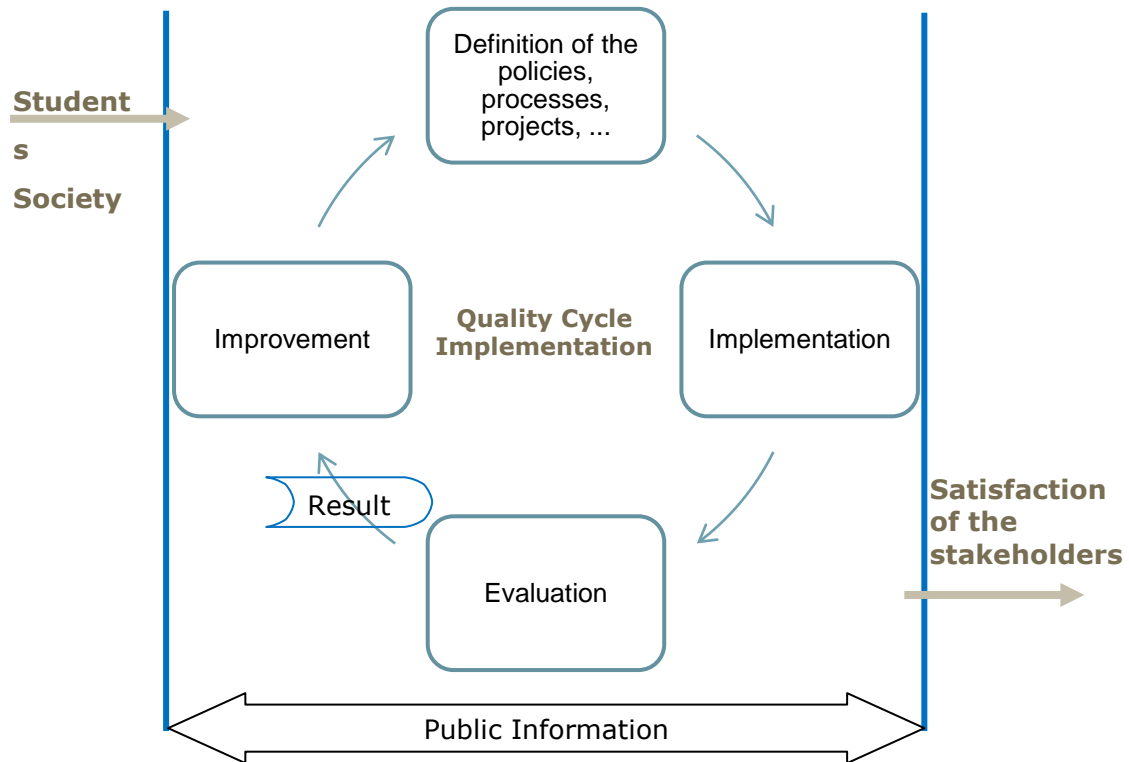 Definition of the
policies,
processes,
projects, ...
Student
s
Society
Improvement
Quality Cycle
Implementation
Implementation
Result
Satisfaction
of the
stakeholders
Evaluation
Public Information